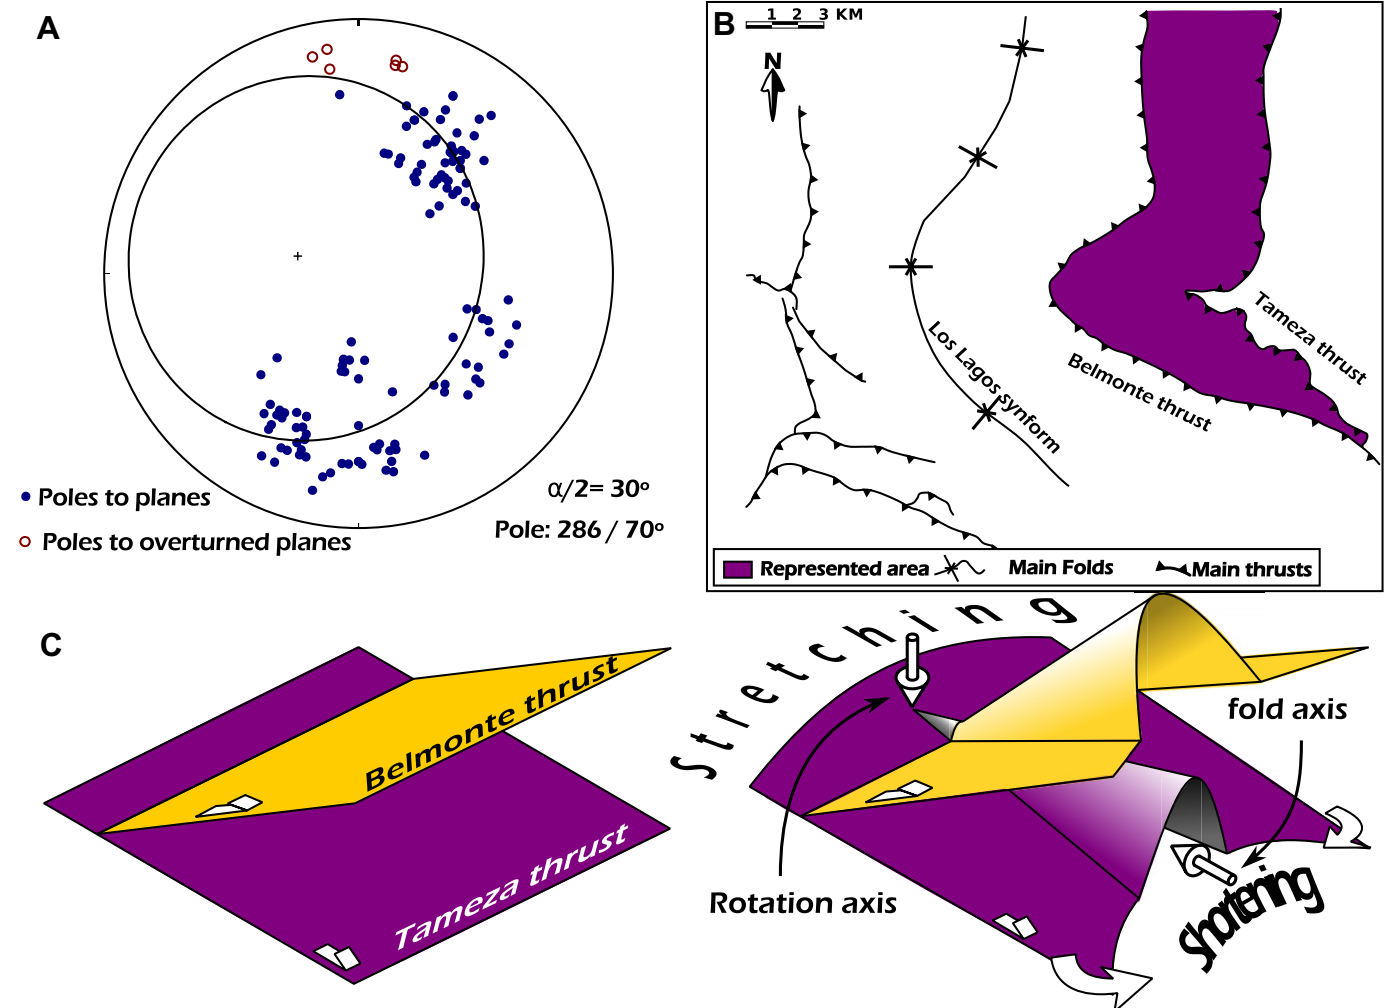 A
Poles to planes
Poles to overturned planes
α/2= 30º
Pole: 286 / 70º
B
1 2 3 KM
N
Los Lagos synform
Belmonte thrust
Tameza thrust
Represented area
Main Folds
Main thrusts
C
Belmonte thrust
Tameza thrust
Stretching
fold axis
Rotation axis
Shortening